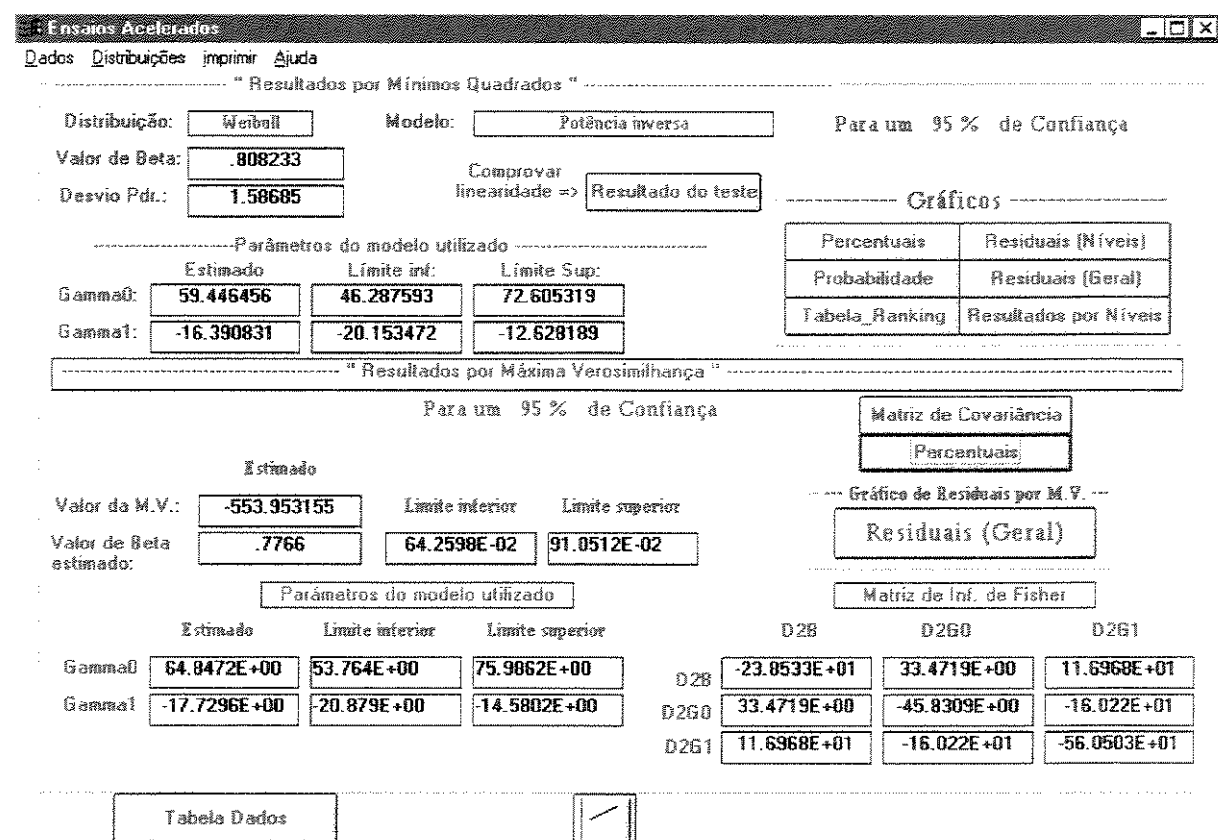 Ensaios Acelerados
Dados Distribuições imprimir Ajuda
" Resultados por Mínimos Quadrados "
Distribuição: Weibull Modelo: Potência inversa Para um 95 % de Confiança
Valor de Beta: .808233
Desvio Pdr.: 1.58685
Comprovar
linearidade => Resultado do teste
Gráficos
Percentuais Residuais (Níveis)
Probabilidade Residuais (Geral)
Tabela_Ranking Resultados por Níveis
Parâmetros do modelo utilizado
Estimado Límite inf: Límite Sup:
Gamma0: 59.446456 46.287593 72.605319
Gamma1: -16.390831 -20.153472 -12.628189
" Resultados por Máxima Verosimilhança "
Para um 95 % de Confiança
Matriz de Covariância
Percentuais
Estimado
Valor da M.V.: -553.953155 Limite inferior Limite superior
Valor de Beta
estimado: .7766 64.2598E-02 91.0512E-02
Gráfico de Residuais por M.V.
Residuais (Geral)
Parámetros do modelo utilizado
Estimado Limite inferior Limite superior
Gamma0 64.8472E+00 53.764E+00 75.9862E+00
Gamma1 -17.7296E+00 -20.879E+00 -14.5802E+00
Matriz de Inf. de Fisher
D2B D2G0 D2G1
D2B -23.8533E+01 33.4719E+00 11.6968E+01
D2G0 33.4719E+00 -45.8309E+00 -16.022E+01
D2G1 11.6968E+01 -16.022E+01 -56.0503E+01
Tabela Dados